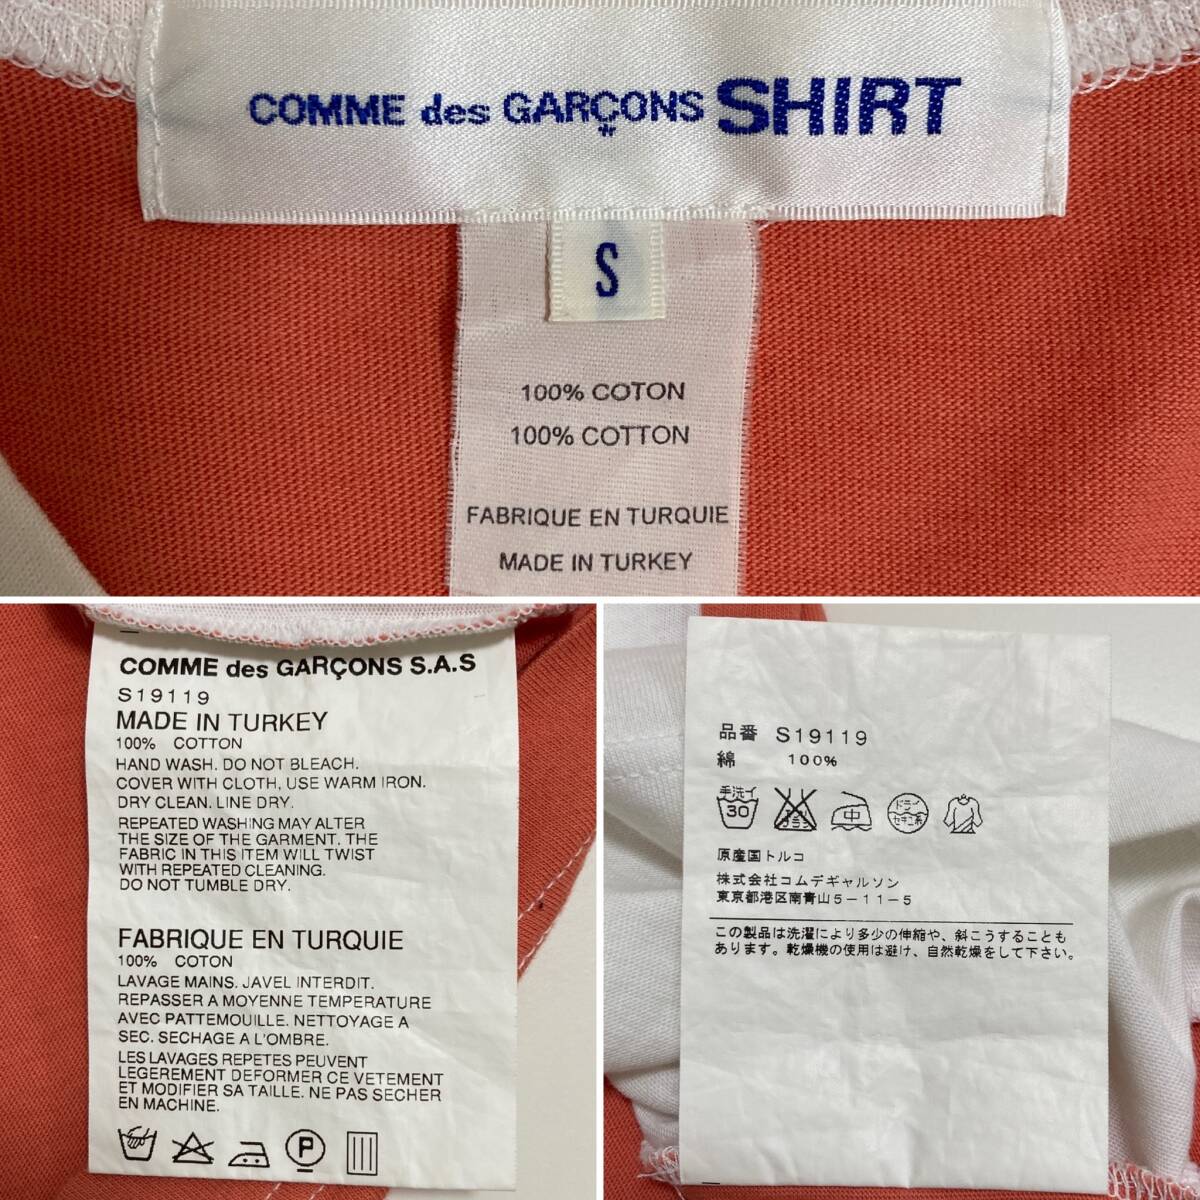 COMME des GARÇONS SHIRT
S
100% COTON
100% COTTON
FABRIQUE EN TURQUIE
MADE IN TURKEY
COMME des GARÇONS S.A.S
S19119
MADE IN TURKEY
100% COTTON
HAND WASH. DO NOT BLEACH.
COVER WITH CLOTH, USE WARM IRON.
DRY CLEAN. LINE DRY.
REPEATED WASHING MAY ALTER
THE SIZE OF THE GARMENT. THE
FABRIC IN THIS ITEM WILL TWIST
WITH REPEATED CLEANING.
DO NOT TUMBLE DRY.
FABRIQUE EN TURQUIE
100% COTON
LAVAGE MAINS. JAVEL INTERDIT.
REPASSER A MOYENNE TEMPERATURE
AVEC PATTEMOUILLE. NETTOYAGE A
SEC. SECHAGE A L'OMBRE.
LES LAVAGES REPETES PEUVENT
LEGEREMENT DEFORMER CE VETEMENT
ET MODIFIER SA TAILLE. NE PAS SECHER
EN MACHINE.
P
品番 S19119
綿 100%
手洗イ 30 中 ドライ セキユ系
原産国トルコ
株式会社コムデギャルソン
東京都港区南青山5-11-5
この製品は洗濯により多少の伸縮や、斜こうすることも
あります。乾燥機の使用は避け、自然乾燥をして下さい。